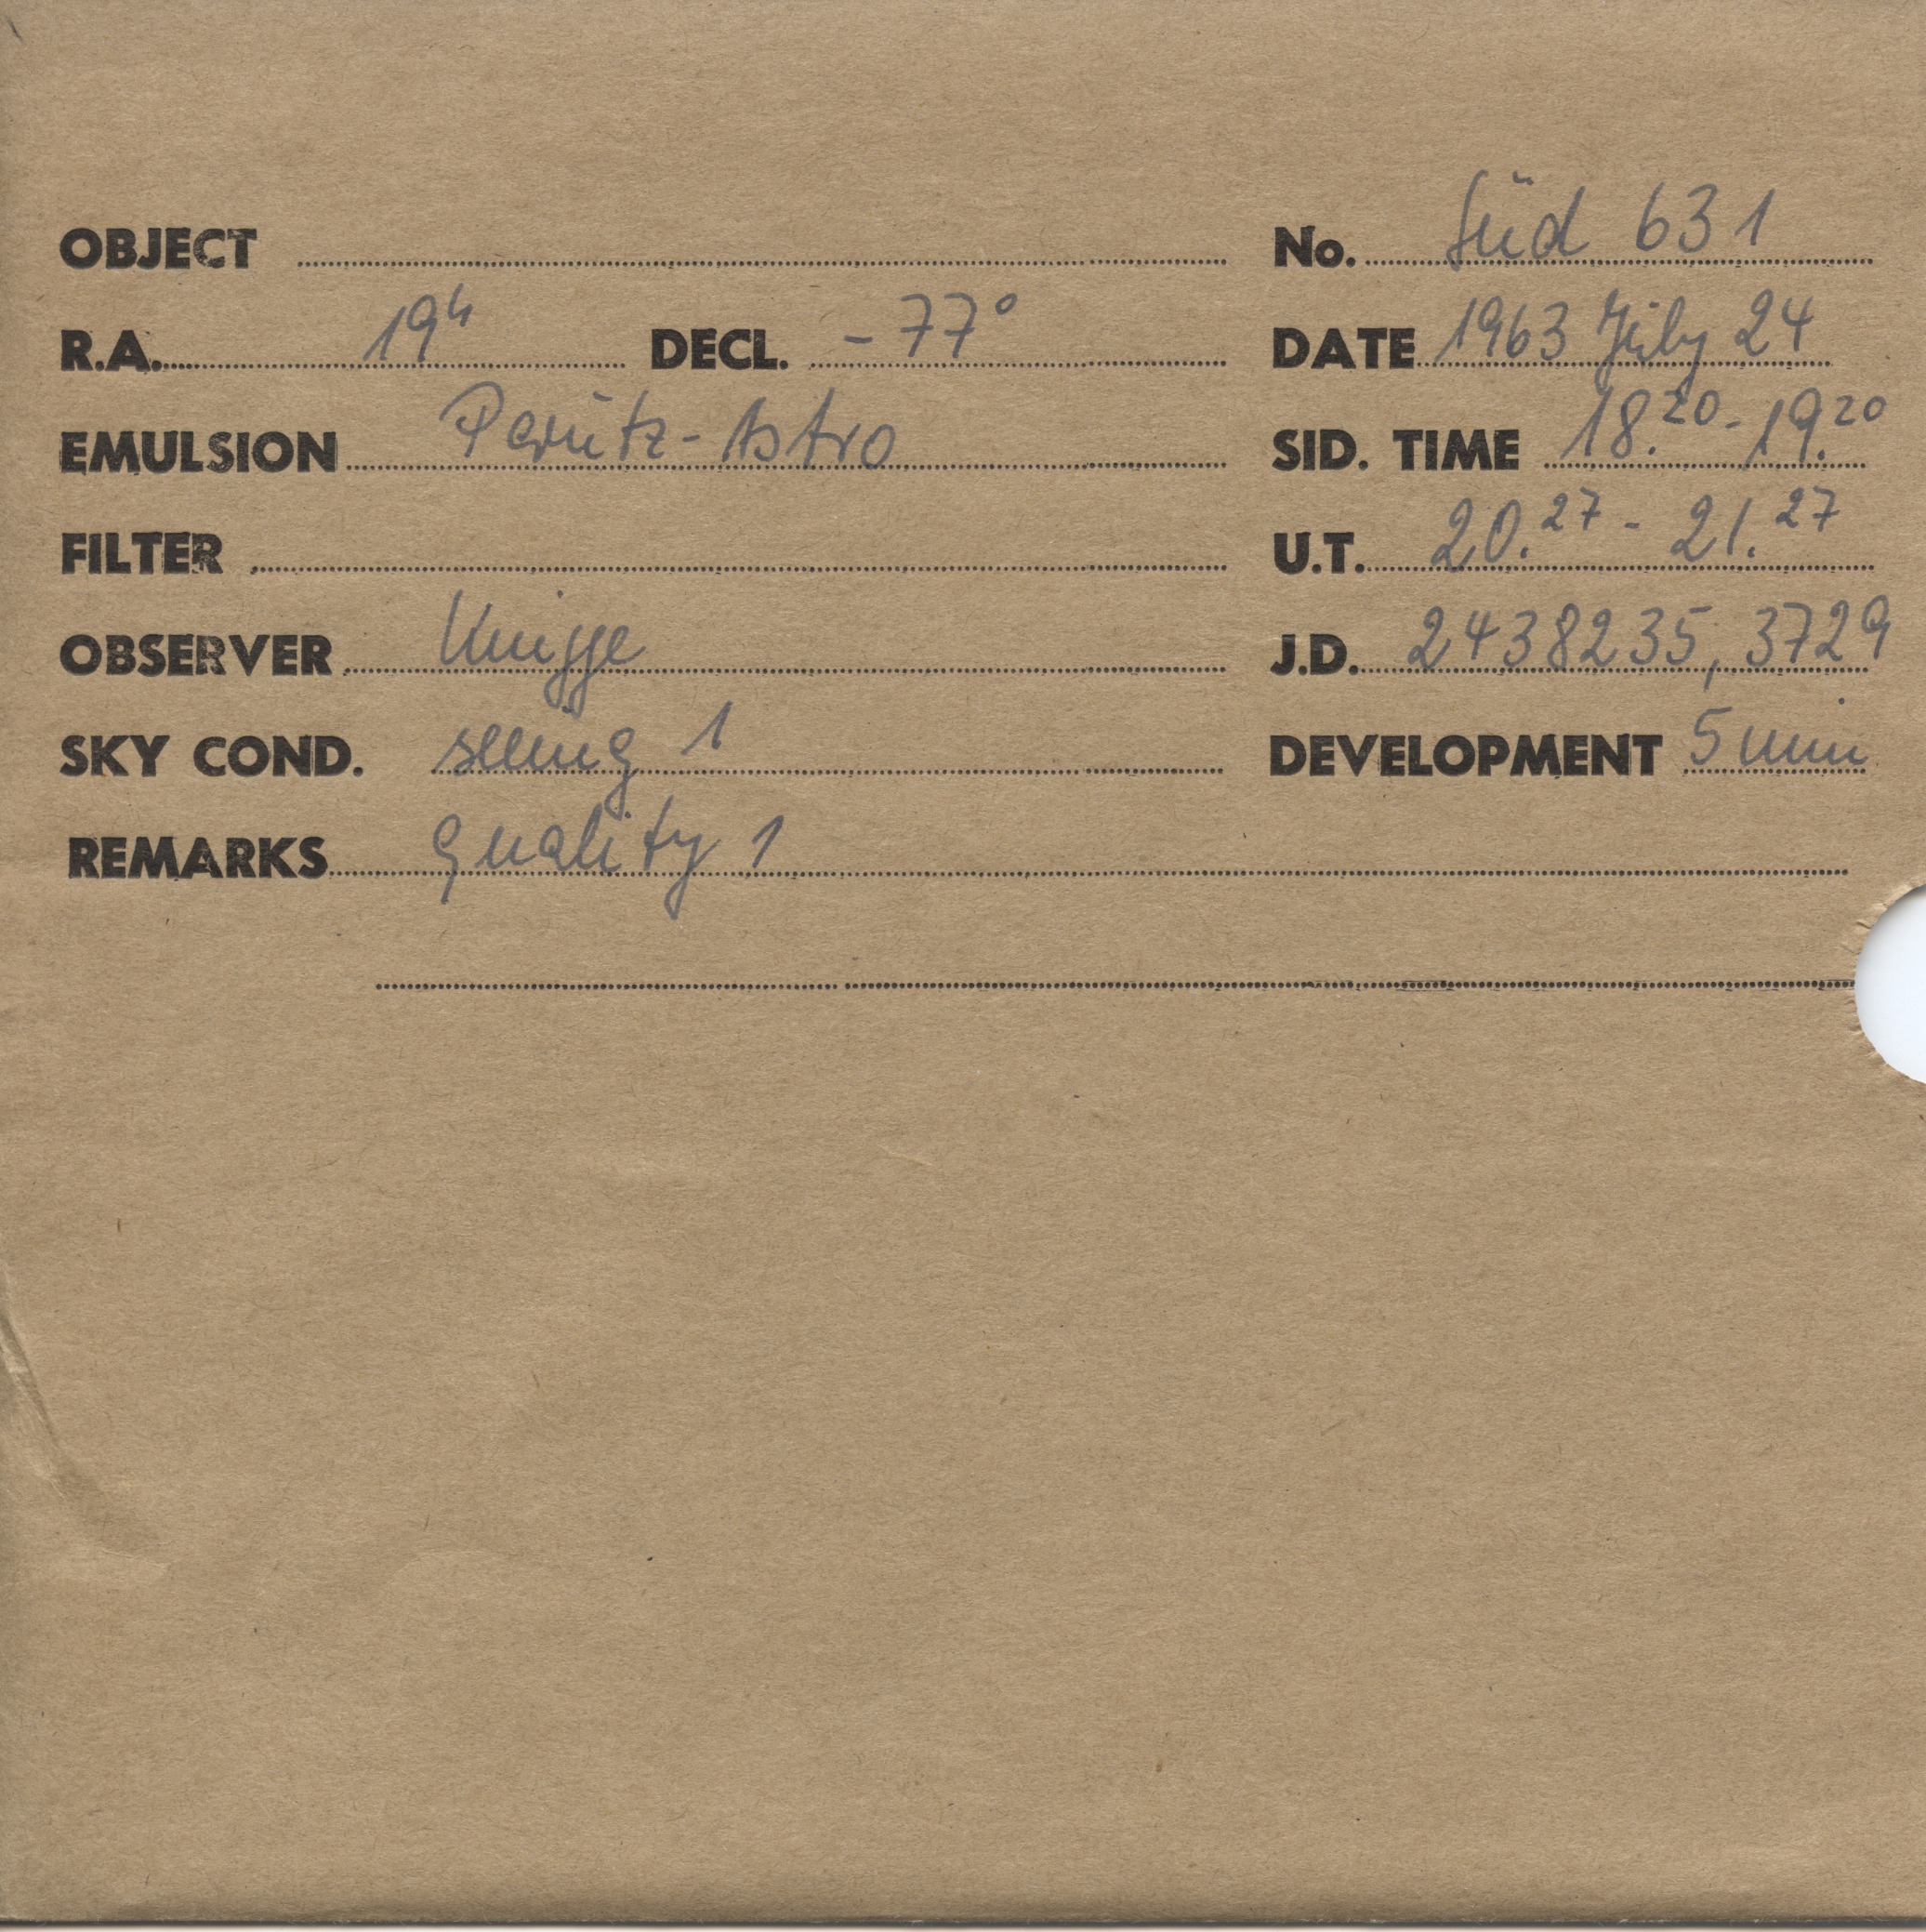 OBJECT No. Süd 631
R.A. 19h DECL. -77° DATE 1963 July 24
EMULSION Perutz-Astro SID. TIME 18.20-19.20
FILTER U.T. 20.27 - 21.27
OBSERVER Knigge J.D. 2438235,3729
SKY COND. seeing 1 DEVELOPMENT 5 min
REMARKS quality 1